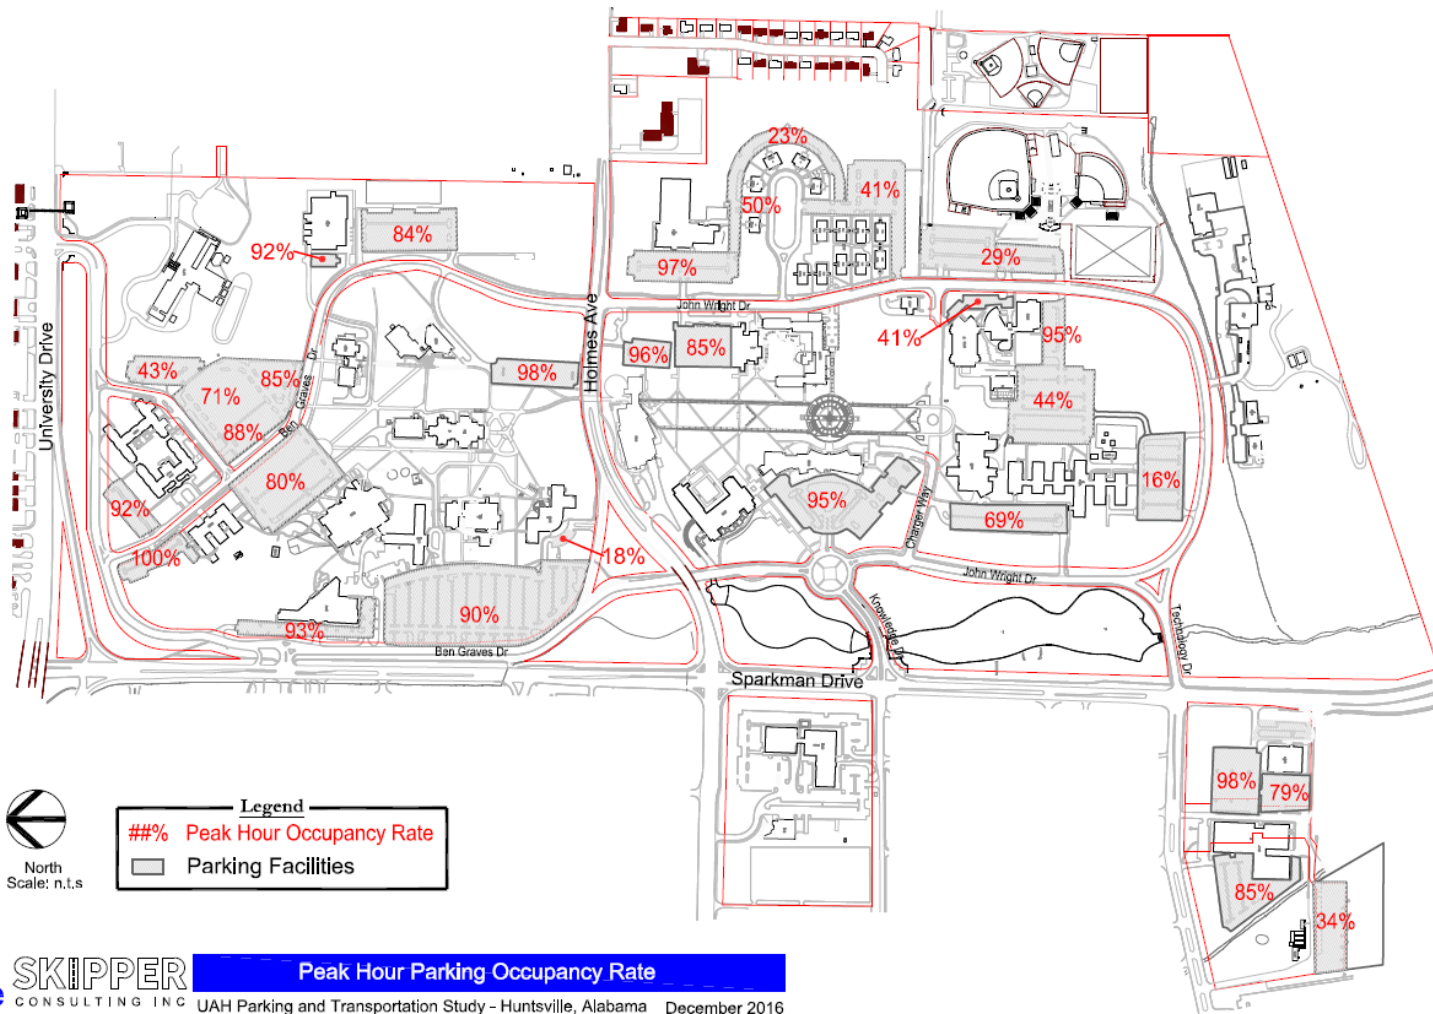 23%
41%
50%
84%
92%
97%
29%
John Wright Dr
41%
95%
Holmes Ave
96%
85%
98%
University Drive
43%
71%
85%
Ben Graves Dr
88%
44%
80%
92%
100%
95%
16%
69%
Charger Way
18%
John Wright Dr
90%
93%
Ben Graves Dr
Knowledge Dr
Technology Dr
Sparkman Drive
98%
79%
85%
34%
North
Scale: n.t.s
Legend
##% Peak Hour Occupancy Rate
Parking Facilities
SKIPPER
CONSULTING INC
Peak Hour Parking Occupancy Rate
UAH Parking and Transportation Study - Huntsville, Alabama December 2016